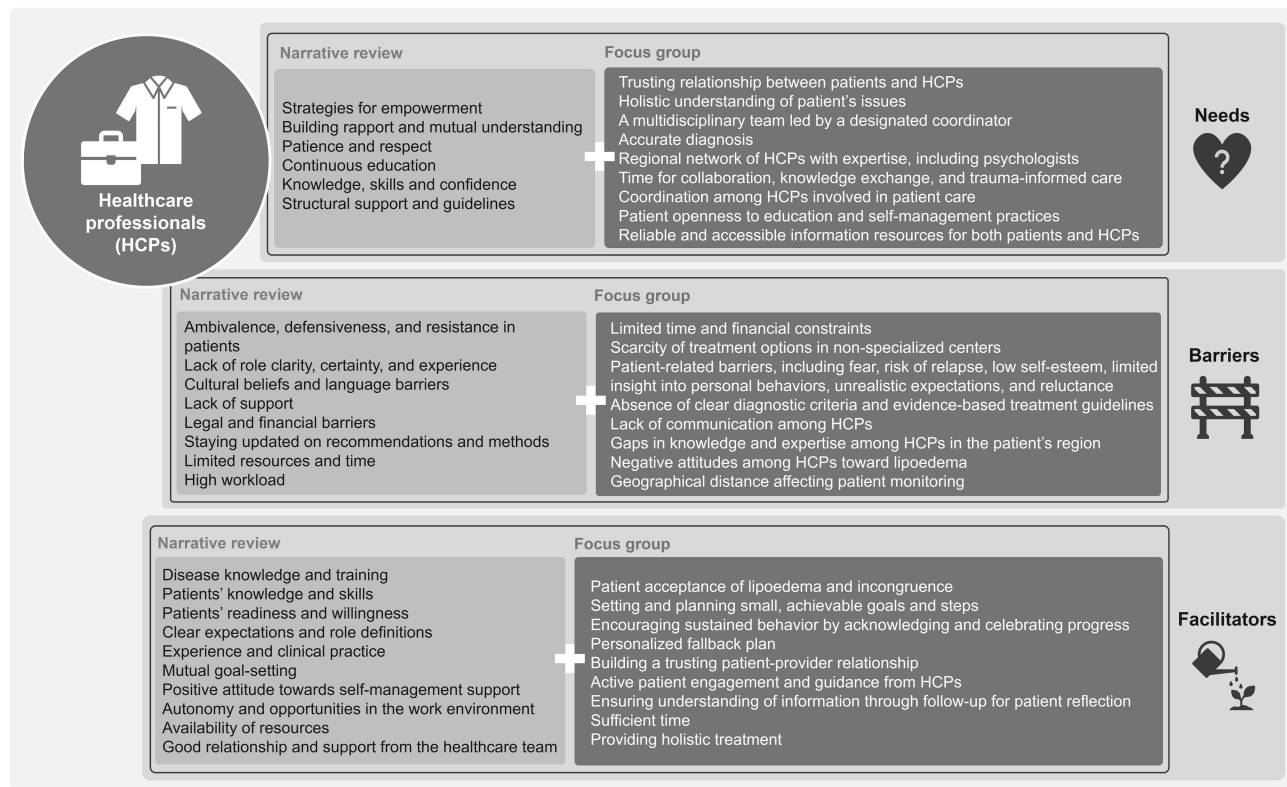 Healthcare
professionals
(HCPs)
Narrative review
Strategies for empowerment
Building rapport and mutual understanding
Patience and respect
Continuous education
Knowledge, skills and confidence
Structural support and guidelines
Focus group
Trusting relationship between patients and HCPs
Holistic understanding of patient's issues
A multidisciplinary team led by a designated coordinator
Accurate diagnosis
Regional network of HCPs with expertise, including psychologists
Time for collaboration, knowledge exchange, and trauma-informed care
Coordination among HCPs involved in patient care
Patient openness to education and self-management practices
Reliable and accessible information resources for both patients and HCPs
Needs
?
Narrative review
Ambivalence, defensiveness, and resistance in
patients
Lack of role clarity, certainty, and experience
Cultural beliefs and language barriers
Lack of support
Legal and financial barriers
Staying updated on recommendations and methods
Limited resources and time
High workload
Focus group
Limited time and financial constraints
Scarcity of treatment options in non-specialized centers
Patient-related barriers, including fear, risk of relapse, low self-esteem, limited
insight into personal behaviors, unrealistic expectations, and reluctance
Absence of clear diagnostic criteria and evidence-based treatment guidelines
Lack of communication among HCPs
Gaps in knowledge and expertise among HCPs in the patient's region
Negative attitudes among HCPs toward lipoedema
Geographical distance affecting patient monitoring
Barriers
Narrative review
Disease knowledge and training
Patients' knowledge and skills
Patients' readiness and willingness
Clear expectations and role definitions
Experience and clinical practice
Mutual goal-setting
Positive attitude towards self-management support
Autonomy and opportunities in the work environment
Availability of resources
Good relationship and support from the healthcare team
Focus group
Patient acceptance of lipoedema and incongruence
Setting and planning small, achievable goals and steps
Encouraging sustained behavior by acknowledging and celebrating progress
Personalized fallback plan
Building a trusting patient-provider relationship
Active patient engagement and guidance from HCPs
Ensuring understanding of information through follow-up for patient reflection
Sufficient time
Providing holistic treatment
Facilitators